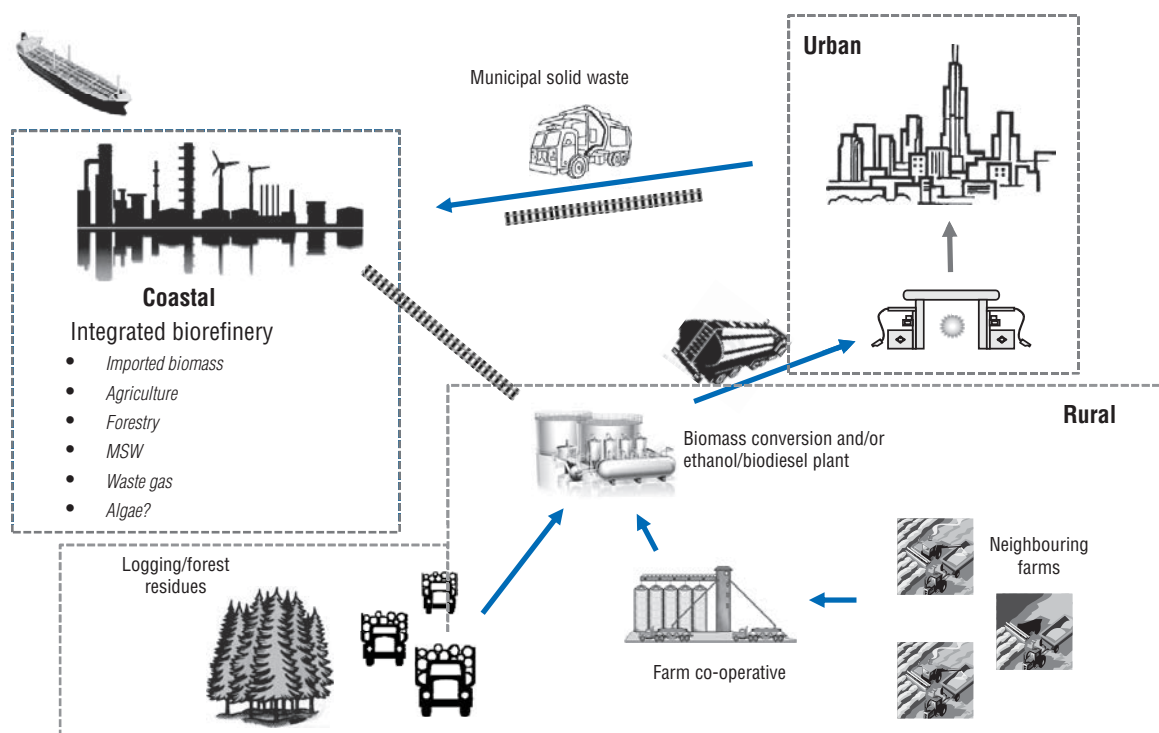 Urban
Municipal solid waste
Coastal
Integrated biorefinery
• Imported biomass
• Agriculture
• Forestry
• MSW
• Waste gas
• Algae?
Rural
Biomass conversion and/or
ethanol/biodiesel plant
Logging/forest
residues
Neighbouring
farms
Farm co-operative